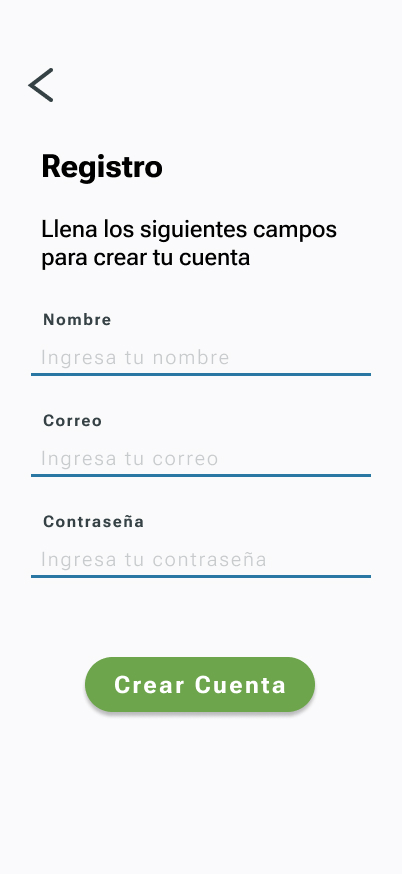 Registro
Llena los siguientes campos
para crear tu cuenta
Nombre
Ingresa tu nombre
Correo
Ingresa tu correo
Contraseña
Ingresa tu contraseña
Crear Cuenta